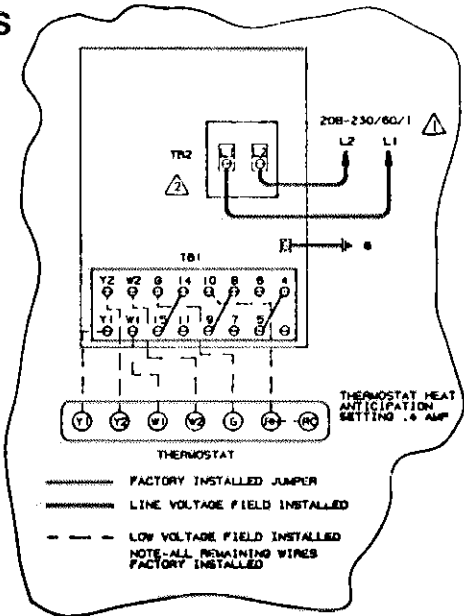 S
208-230/60/1 1
L2 L1
L1 L2
TB2
2
G
TB1
Y2 W2 G 14 10 8 6 4
Y1 W1 15 11 9 7 5
THERMOSTAT HEAT
ANTICIPATION
SETTING .4 AMP
Y1 Y2 W1 W2 G RC
THERMOSTAT
FACTORY INSTALLED JUMPER
LINE VOLTAGE FIELD INSTALLED
LOW VOLTAGE FIELD INSTALLED
NOTE-ALL REMAINING WIRES
FACTORY INSTALLED